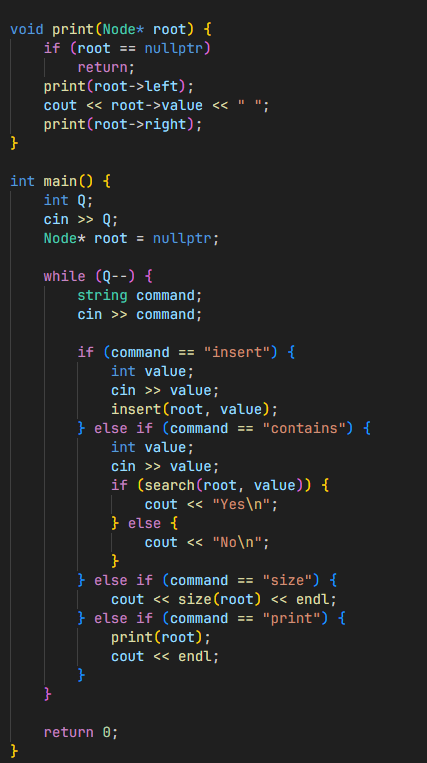 void print(Node* root) {
    if (root == nullptr)
        return;
    print(root->left);
    cout << root->value << " ";
    print(root->right);
}

int main() {
    int Q;
    cin >> Q;
    Node* root = nullptr;

    while (Q--) {
        string command;
        cin >> command;

        if (command == "insert") {
            int value;
            cin >> value;
            insert(root, value);
        } else if (command == "contains") {
            int value;
            cin >> value;
            if (search(root, value)) {
                cout << "Yes\n";
            } else {
                cout << "No\n";
            }
        } else if (command == "size") {
            cout << size(root) << endl;
        } else if (command == "print") {
            print(root);
            cout << endl;
        }
    }

    return 0;
}